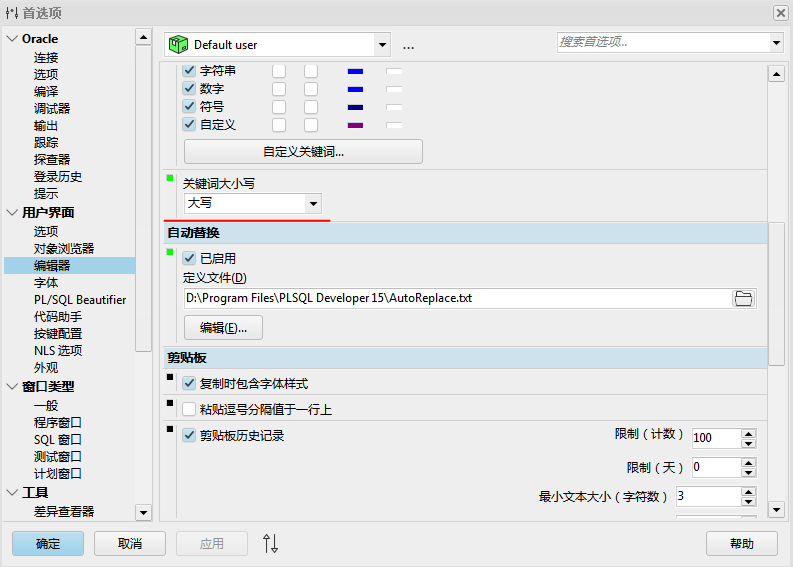 首选项
Oracle
连接
选项
编译
调试器
输出
跟踪
探查器
登录历史
提示
用户界面
选项
对象浏览器
编辑器
字体
PL/SQL Beautifier
代码助手
按键配置
NLS 选项
外观
窗口类型
一般
程序窗口
SQL 窗口
测试窗口
计划窗口
工具
差异查看器
Default user
...
搜索首选项...
字符串
数字
符号
自定义
自定义关键词...
关键词大小写
大写
自动替换
已启用
定义文件(D)
D:\Program Files\PLSQL Developer 15\AutoReplace.txt
编辑(E)...
剪贴板
复制时包含字体样式
粘贴逗号分隔值于一行上
剪贴板历史记录
限制（计数） 100
限制（天） 0
最小文本大小（字符数） 3
确定
取消
应用
帮助